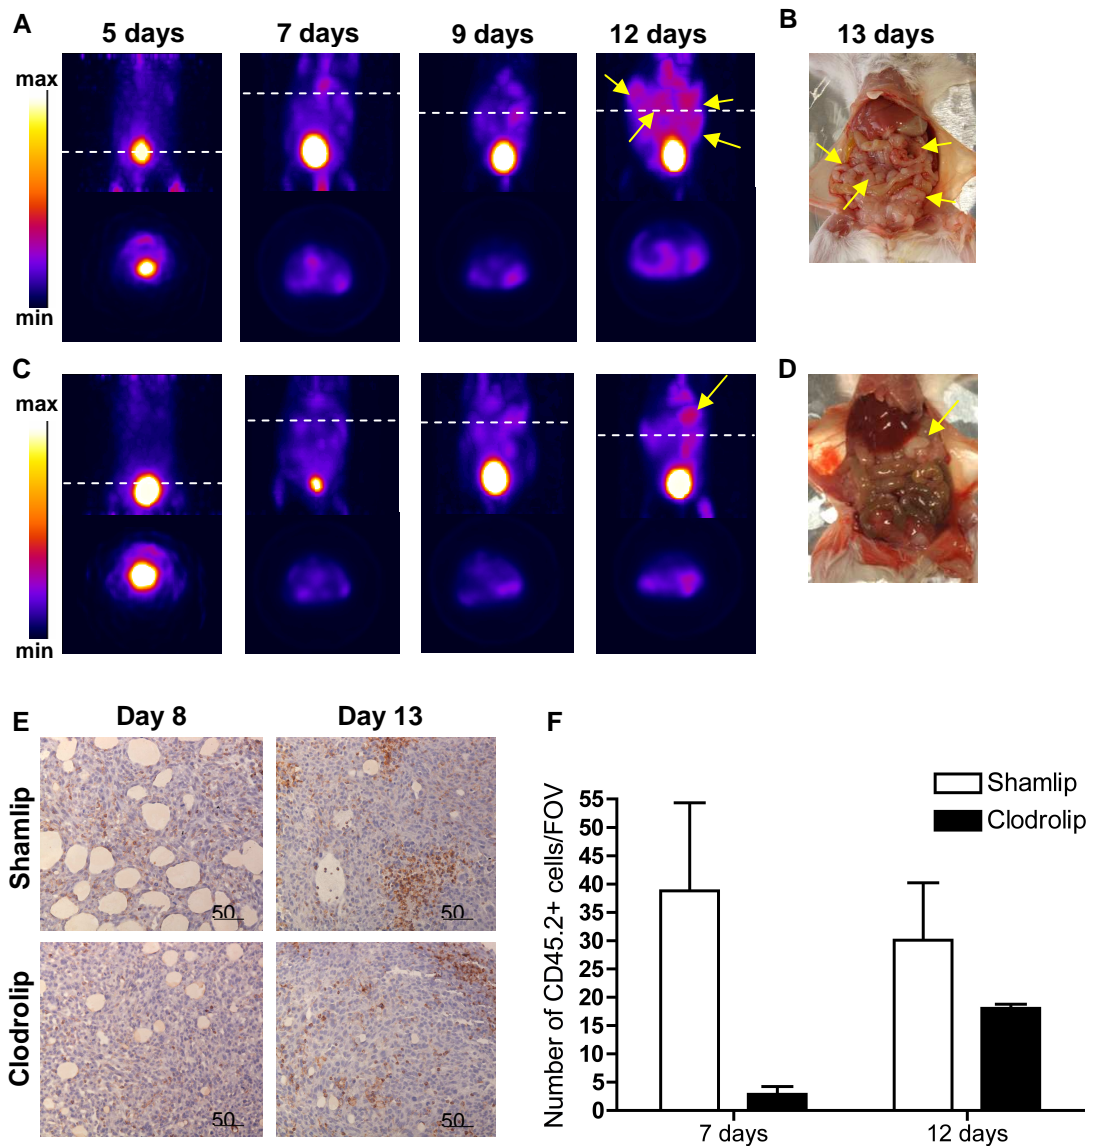 A
5 days
7 days
9 days
12 days
B
13 days
max
min
C
D
max
min
E
Day 8
Day 13
F
Shamlip
50
50
Clodrolip
50
50
Number of CD45.2+ cells/FOV
55
50
45
40
35
30
25
20
15
10
5
0
Shamlip
Clodrolip
7 days
12 days